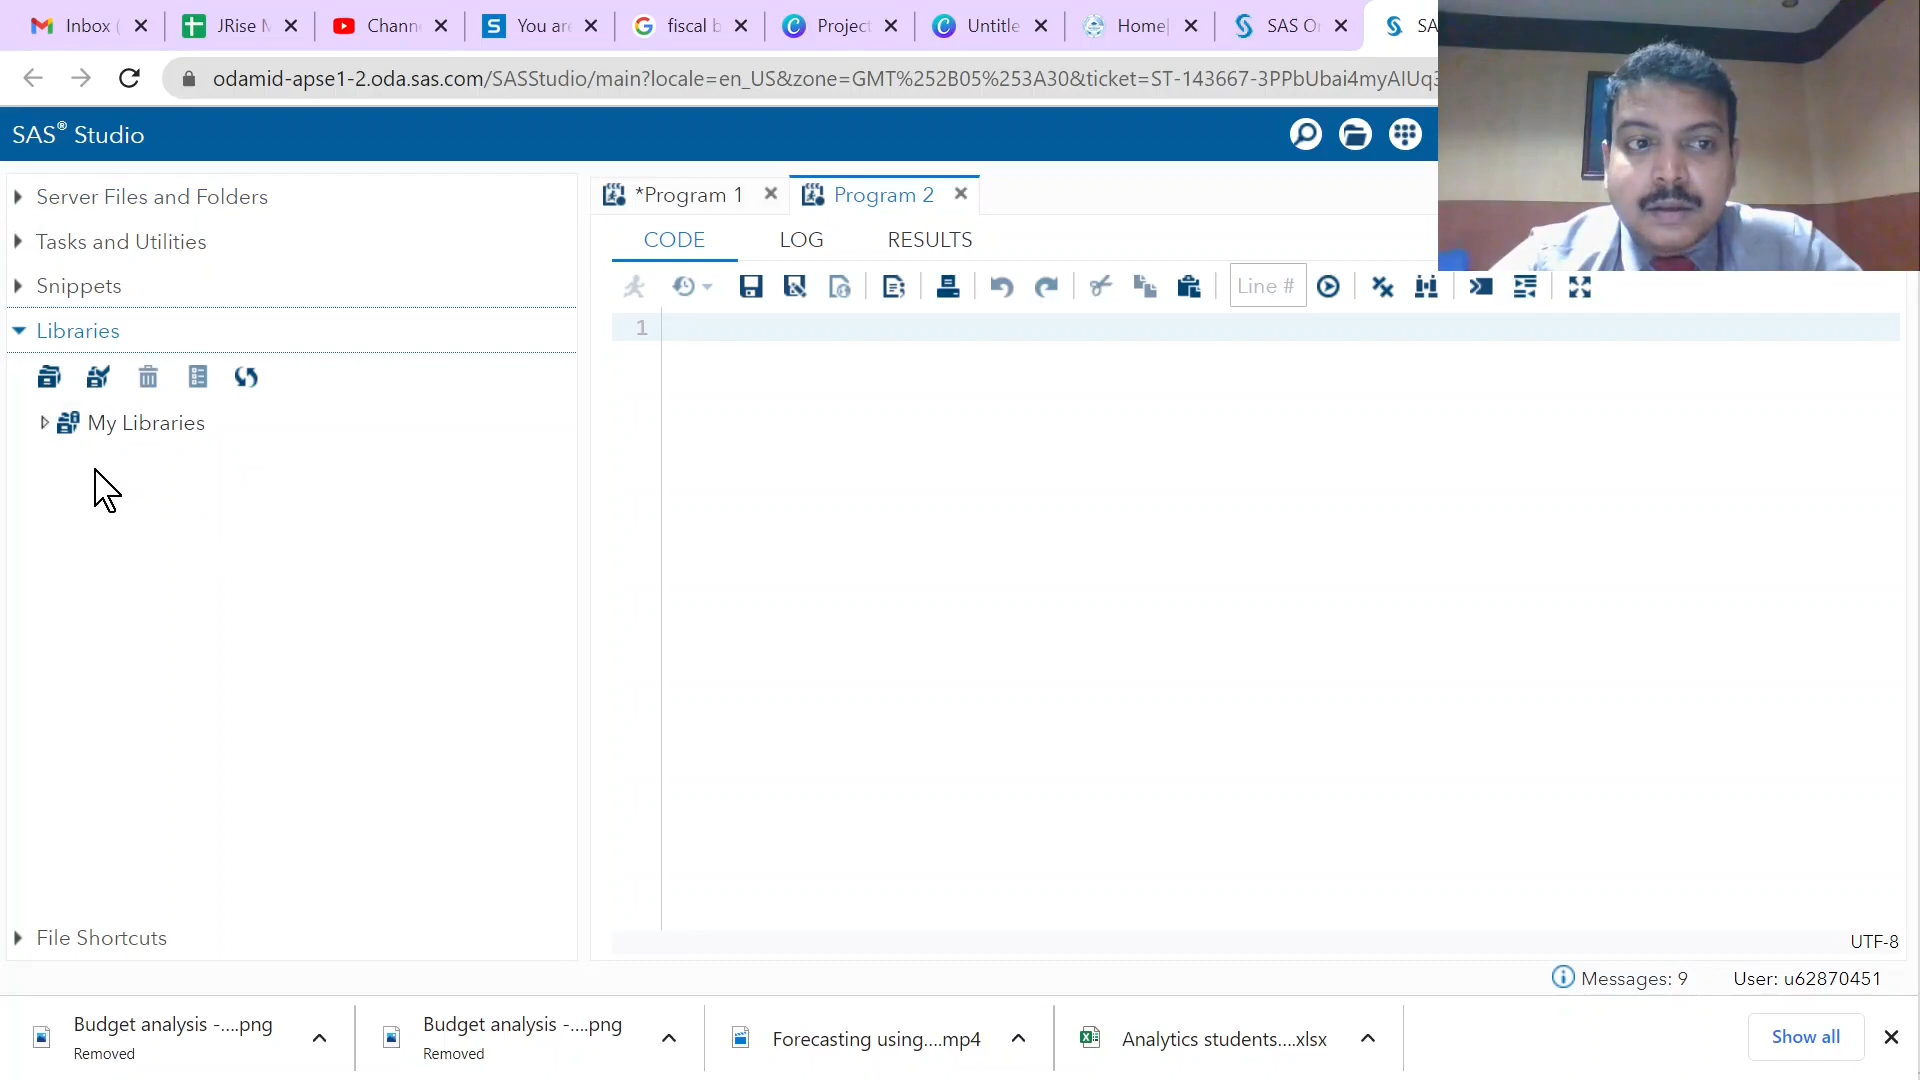 Inbox (
JRise M
Chann
You are
fiscal b
Project
Untitle
Home|
SAS O
SA
odamid-apse1-2.oda.sas.com/SASStudio/main?locale=en_US&zone=GMT%252B05%253A30&ticket=ST-143667-3PPbUbai4myAIUq
SAS® Studio
Server Files and Folders
Tasks and Utilities
Snippets
Libraries
My Libraries
File Shortcuts
*Program 1
Program 2
CODE
LOG
RESULTS
Line #
1
UTF-8
Messages: 9
User: u62870451
Budget analysis -....png
Removed
Budget analysis -....png
Removed
Forecasting using....mp4
Analytics students....xlsx
Show all